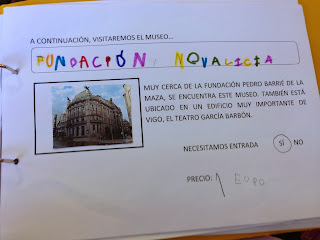 A CONTINUACIÓN, VISITAREMOS EL MUSEO...
FUNDACIÓN NOVALICIA
MUY CERCA DE LA FUNDACIÓN PEDRO BARRIÉ DE LA
MAZA, SE ENCUENTRA ESTE MUSEO. TAMBIÉN ESTÁ
UBICADO EN UN EDIFICIO MUY IMPORTANTE DE
VIGO, EL TEATRO GARCÍA BARBÓN.
NECESITAMOS ENTRADA SÍ NO
PRECIO: 1 EURO